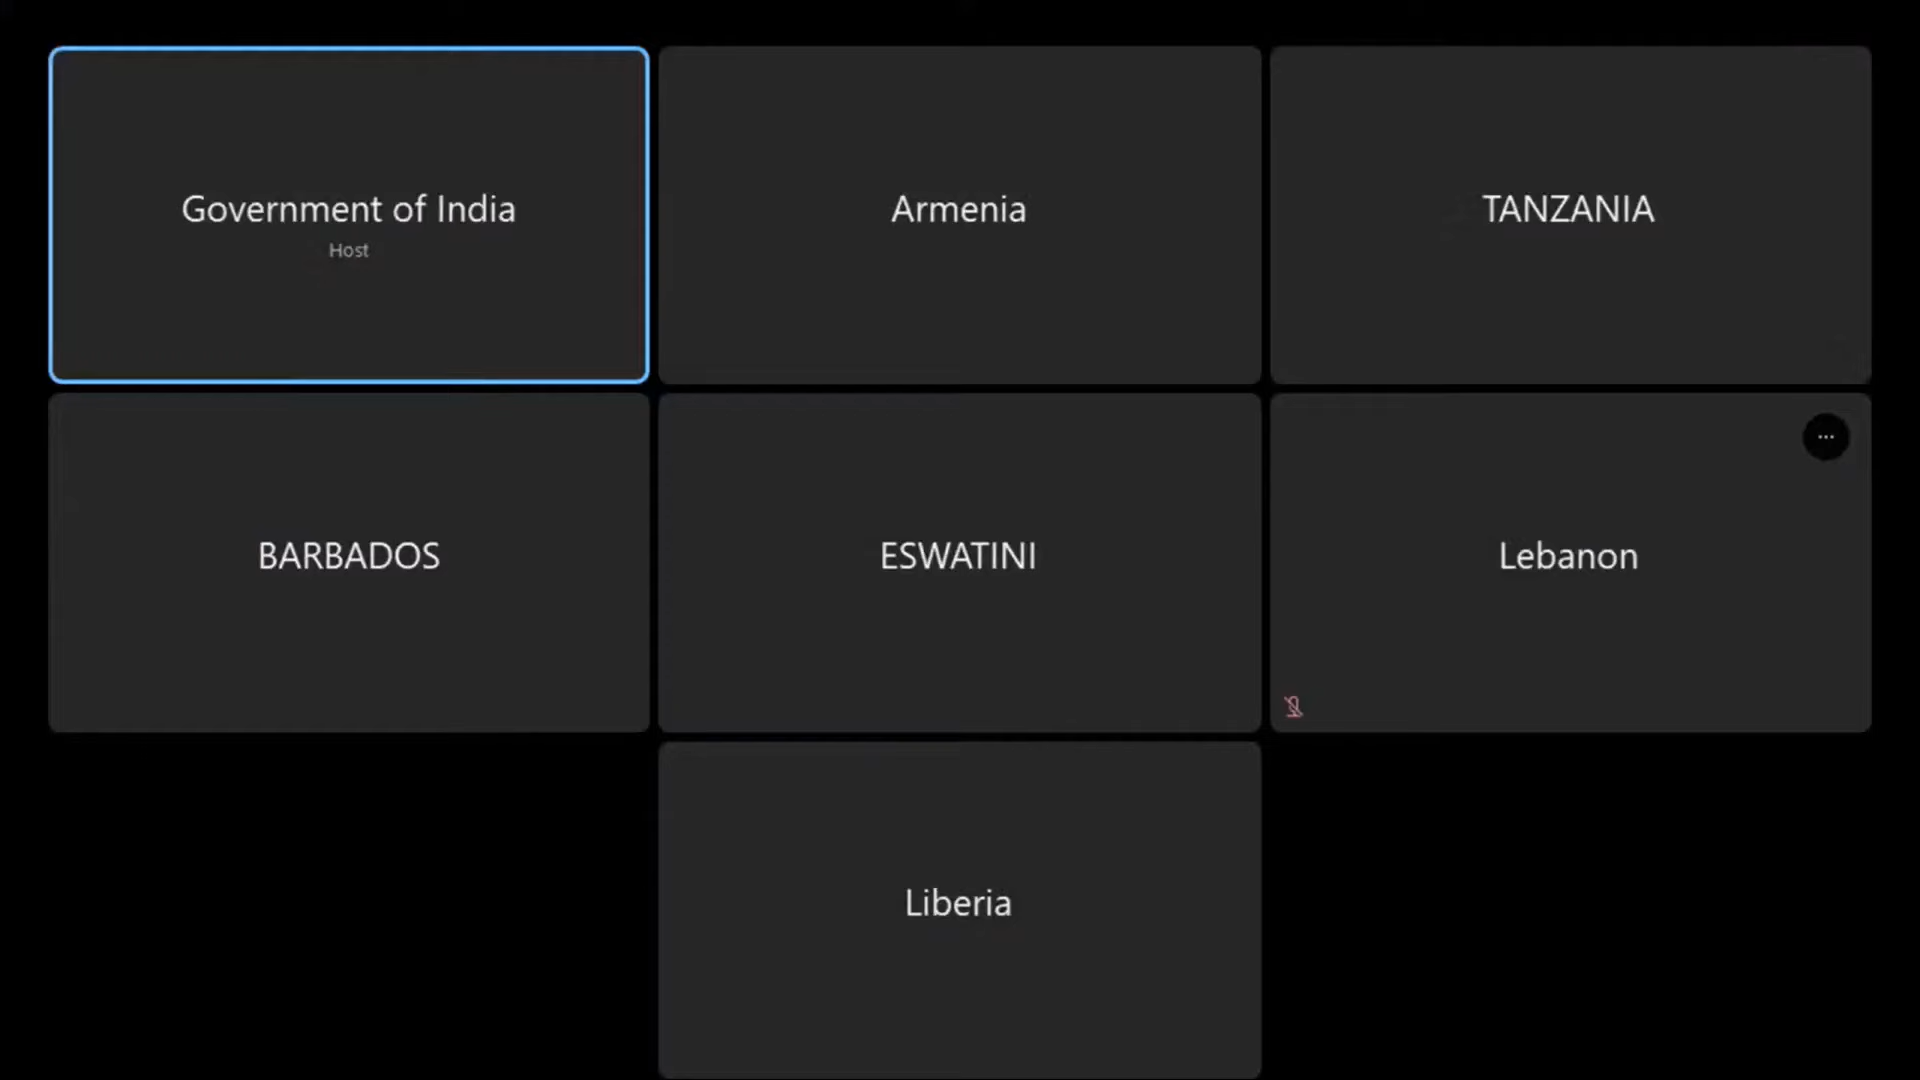 Government of India
Host
Armenia
TANZANIA
BARBADOS
ESWATINI
Lebanon
Liberia